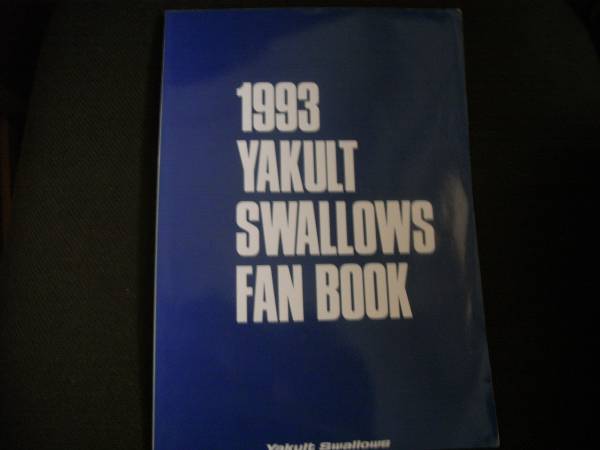 1993
YAKULT
SWALLOWS
FAN BOOK
Yakult Swallows